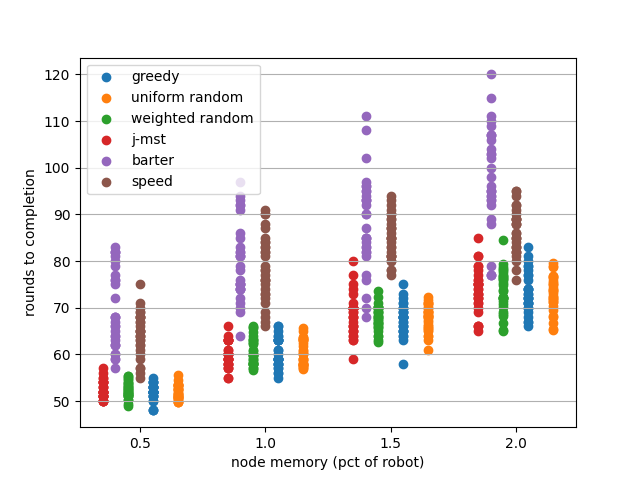 greedy
uniform random
weighted random
j-mst
barter
speed
120
110
100
90
80
70
60
50
0.5 1.0 1.5 2.0
rounds to completion
node memory (pct of robot)